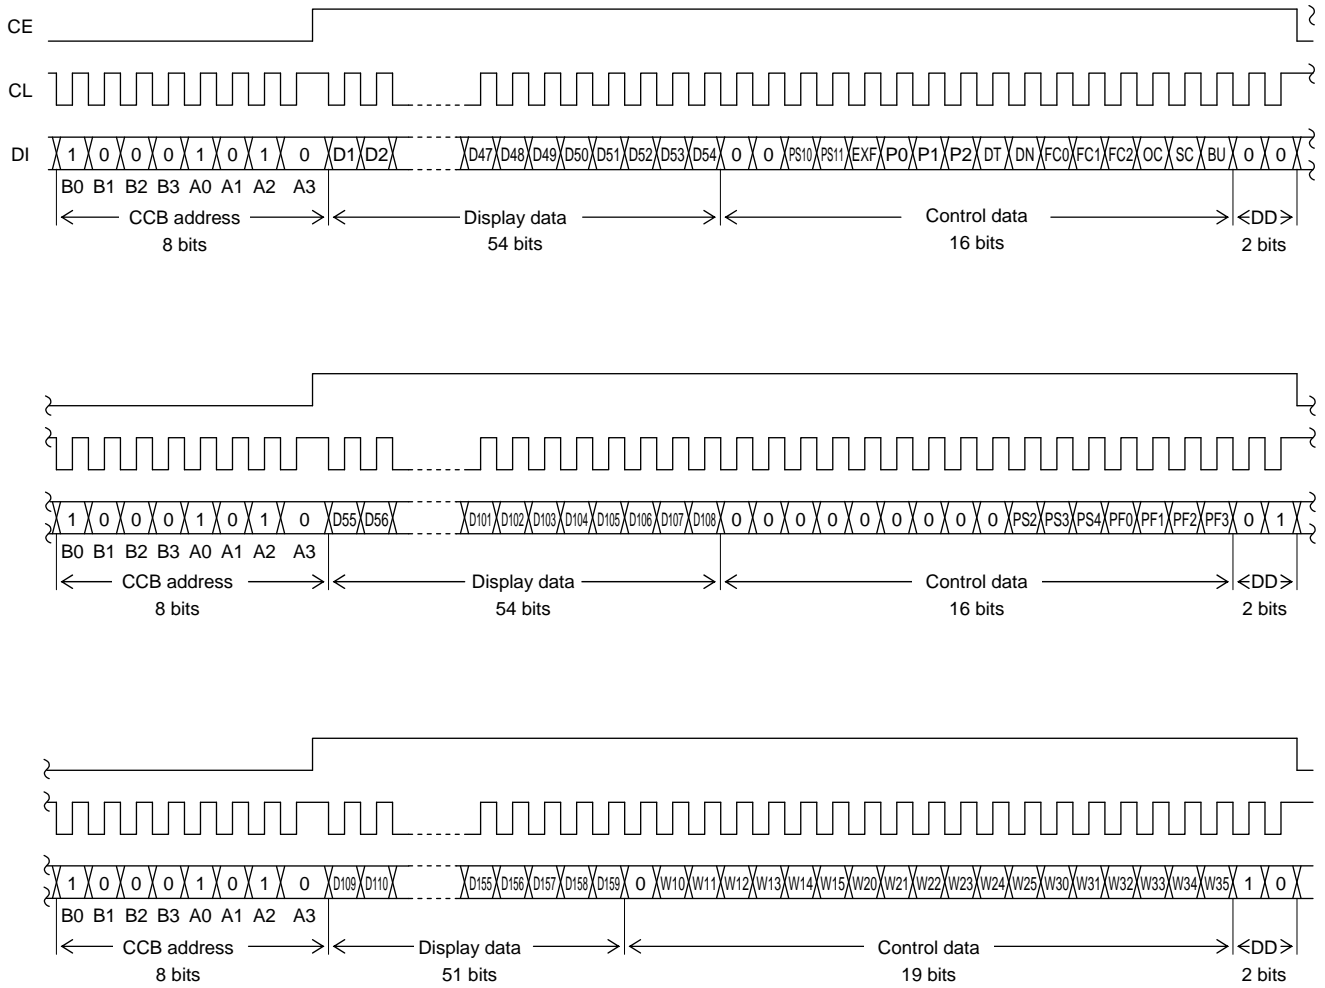 CE
CL
DI 1 0 0 0 1 0 1 0 D1 D2 D47 D48 D49 D50 D51 D52 D53 D54 0 0 PS10 PS11 EXF P0 P1 P2 DT DN FC0 FC1 FC2 OC SC BU 0 0
B0 B1 B2 B3 A0 A1 A2 A3
CCB address Display data Control data DD
8 bits 54 bits 16 bits 2 bits
1 0 0 0 1 0 1 0 D55 D56 D101 D102 D103 D104 D105 D106 D107 D108 0 0 0 0 0 0 0 0 0 PS2 PS3 PS4 PF0 PF1 PF2 PF3 0 1
B0 B1 B2 B3 A0 A1 A2 A3
CCB address Display data Control data DD
8 bits 54 bits 16 bits 2 bits
1 0 0 0 1 0 1 0 D109 D110 D155 D156 D157 D158 D159 0 W10 W11 W12 W13 W14 W15 W20 W21 W22 W23 W24 W25 W30 W31 W32 W33 W34 W35 1 0
B0 B1 B2 B3 A0 A1 A2 A3
CCB address Display data Control data DD
8 bits 51 bits 19 bits 2 bits